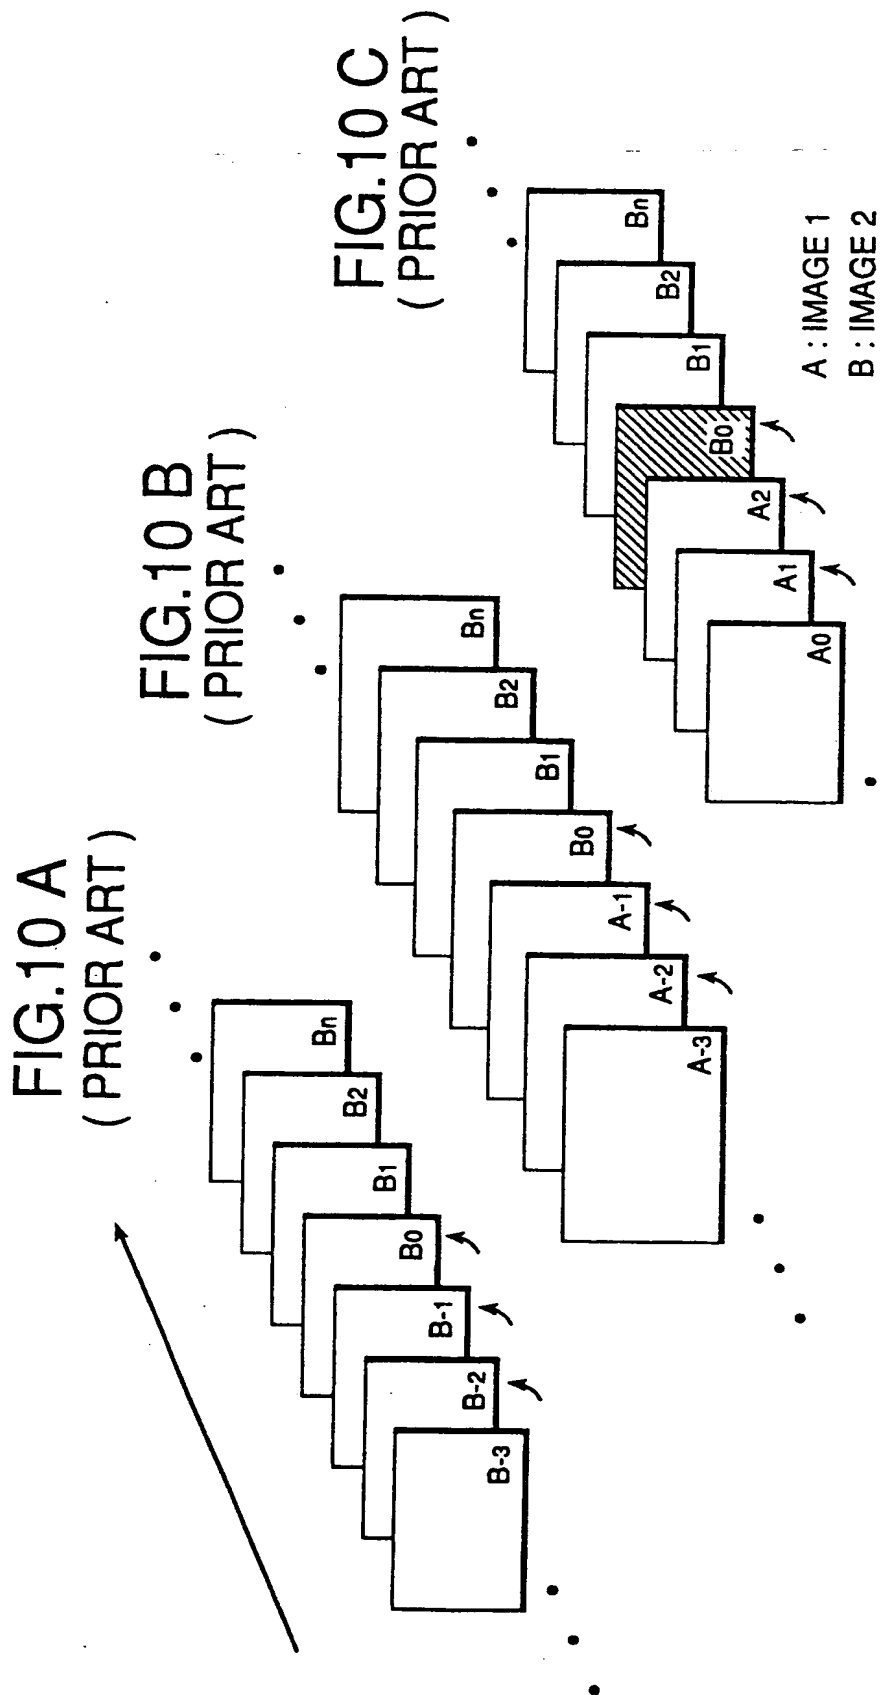 FIG.10 A
( PRIOR ART )
B-3
B-2
B-1
B0
B1
B2
Bn
FIG.10 B
( PRIOR ART )
A-3
A-2
A-1
B0
B1
B2
Bn
FIG.10 C
( PRIOR ART )
A0
A1
A2
B0
B1
B2
Bn
A : IMAGE 1
B : IMAGE 2